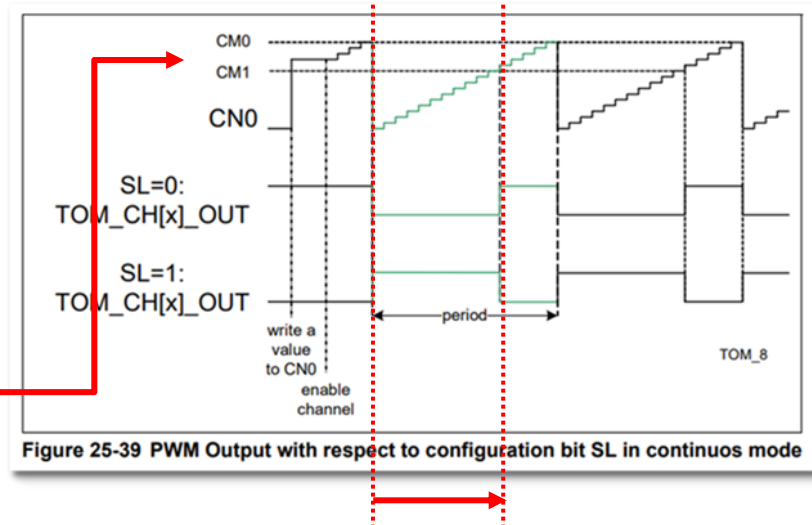 CM0
CM1
CN0
SL=0:
TOM_CH[x]_OUT
SL=1:
TOM_CH[x]_OUT
period
write a
value
to CN0
enable
channel
TOM_8
Figure 25-39 PWM Output with respect to configuration bit SL in continuos mode